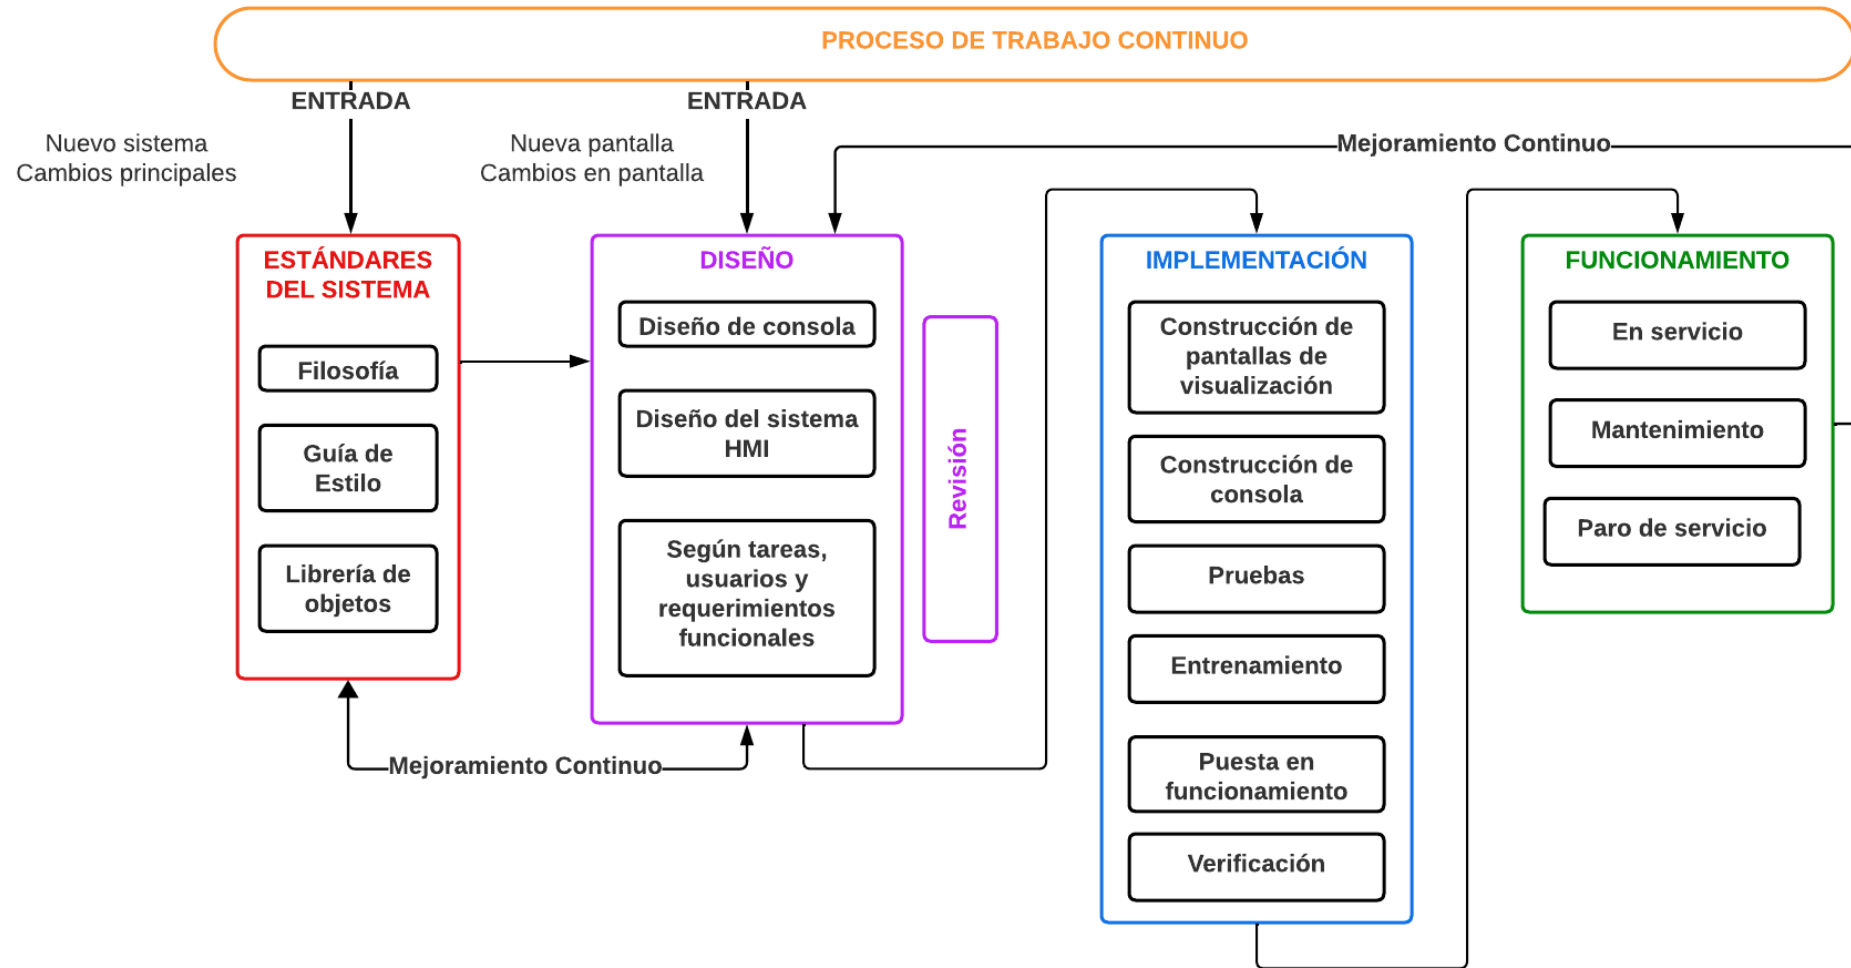 PROCESO DE TRABAJO CONTINUO
ENTRADA
ENTRADA
Nuevo sistema
Cambios principales
Nueva pantalla
Cambios en pantalla
Mejoramiento Continuo
ESTÁNDARES
DEL SISTEMA
Filosofía
Guía de
Estilo
Librería de
objetos
DISEÑO
Diseño de consola
Diseño del sistema
HMI
Según tareas,
usuarios y
requerimientos
funcionales
Revisión
Mejoramiento Continuo
IMPLEMENTACIÓN
Construcción de
pantallas de
visualización
Construcción de
consola
Pruebas
Entrenamiento
Puesta en
funcionamiento
Verificación
FUNCIONAMIENTO
En servicio
Mantenimiento
Paro de servicio